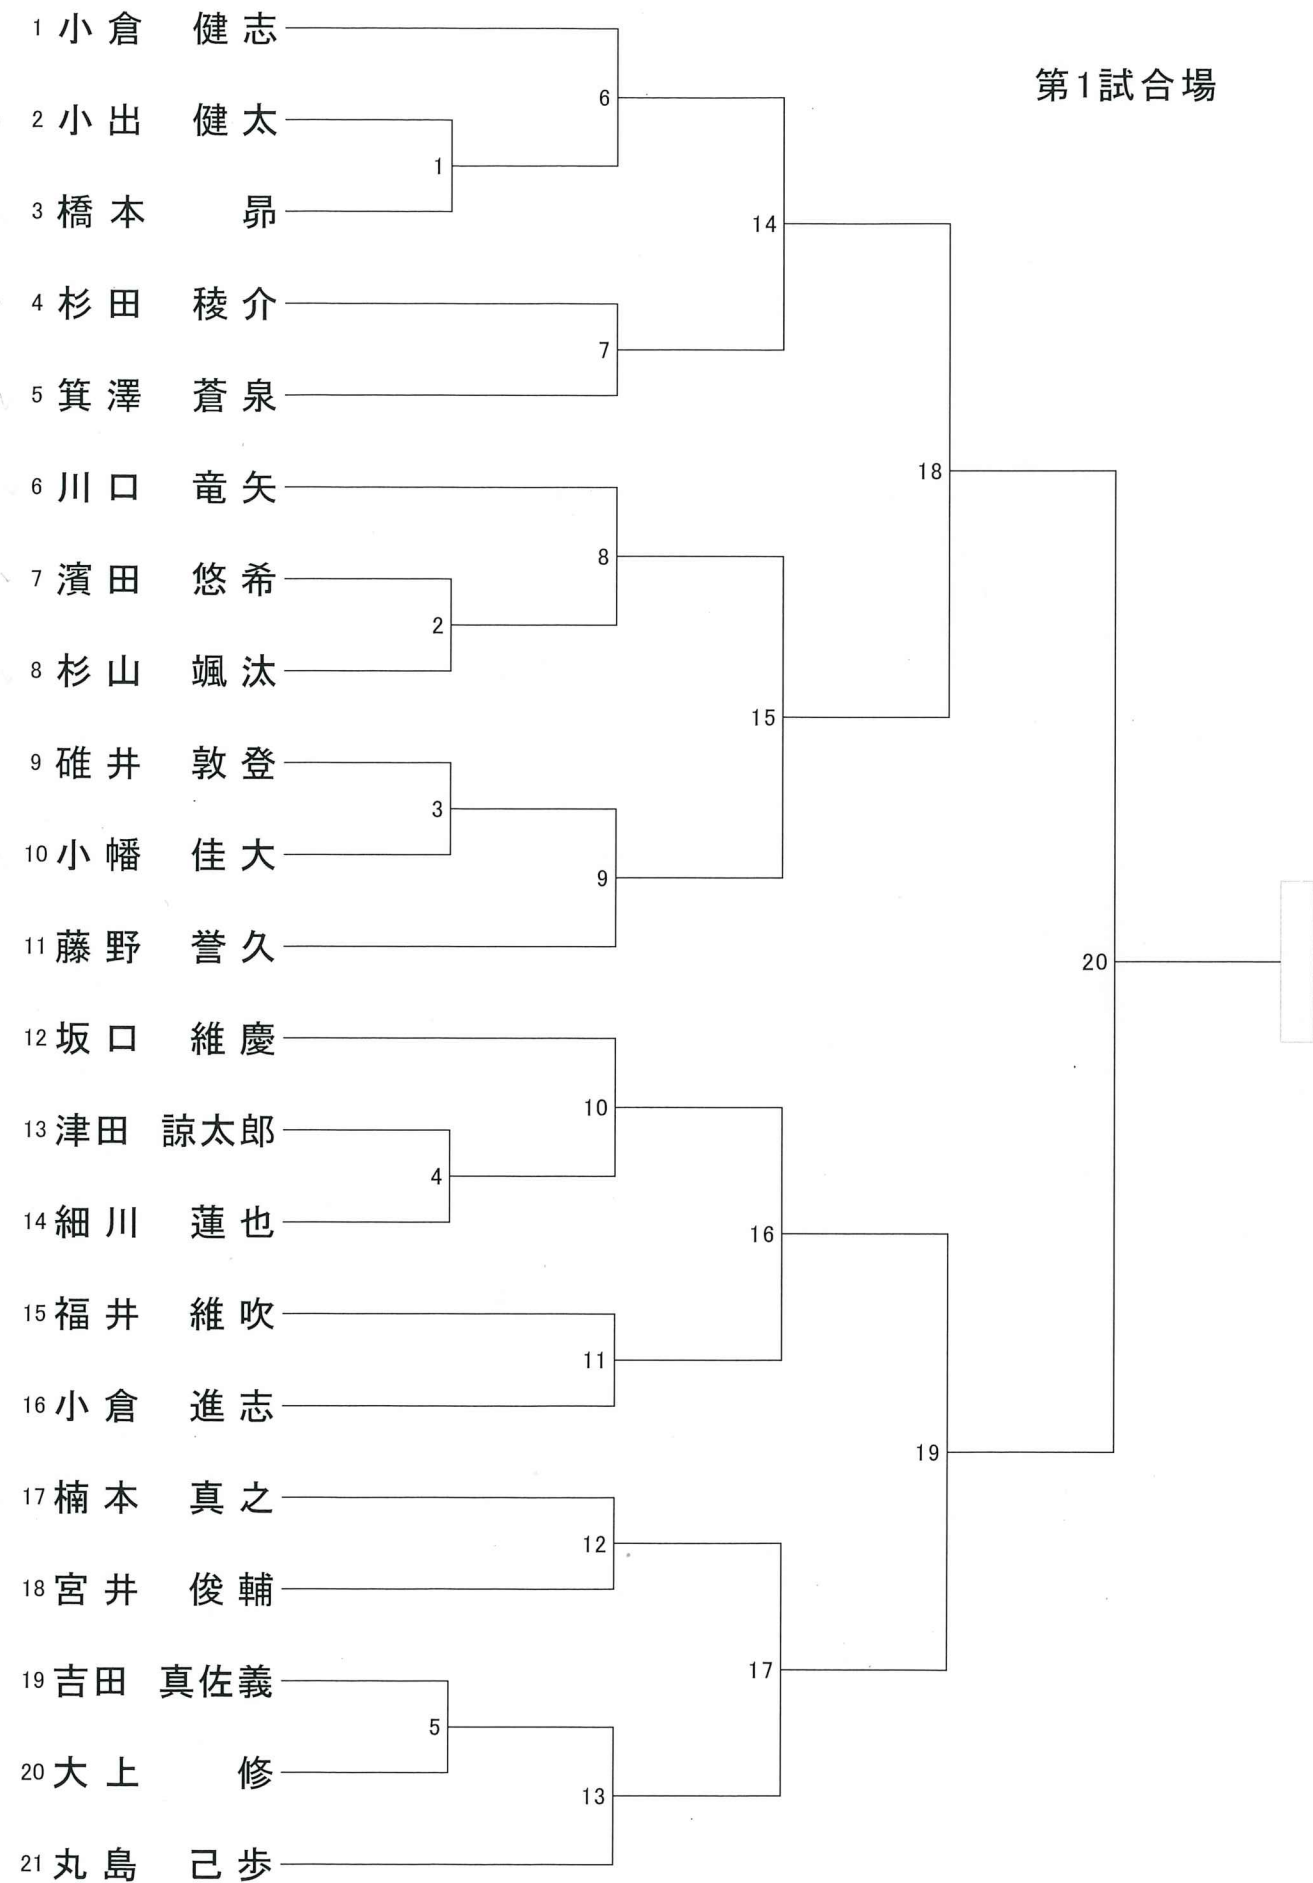 第1試合場
1 小倉 健志
2 小出 健太
3 橋本 昴
4 杉田 稜介
5 箕澤 蒼泉
6 川口 竜矢
7 濱田 悠希
8 杉山 颯汰
9 碓井 敦登
10 小幡 佳大
11 藤野 誉久
12 坂口 維慶
13 津田 諒太郎
14 細川 蓮也
15 福井 維吹
16 小倉 進志
17 楠本 真之
18 宮井 俊輔
19 吉田 真佐義
20 大上 修
21 丸島 己歩
1
2
3
4
5
6
7
8
9
10
11
12
13
14
15
16
17
18
19
20